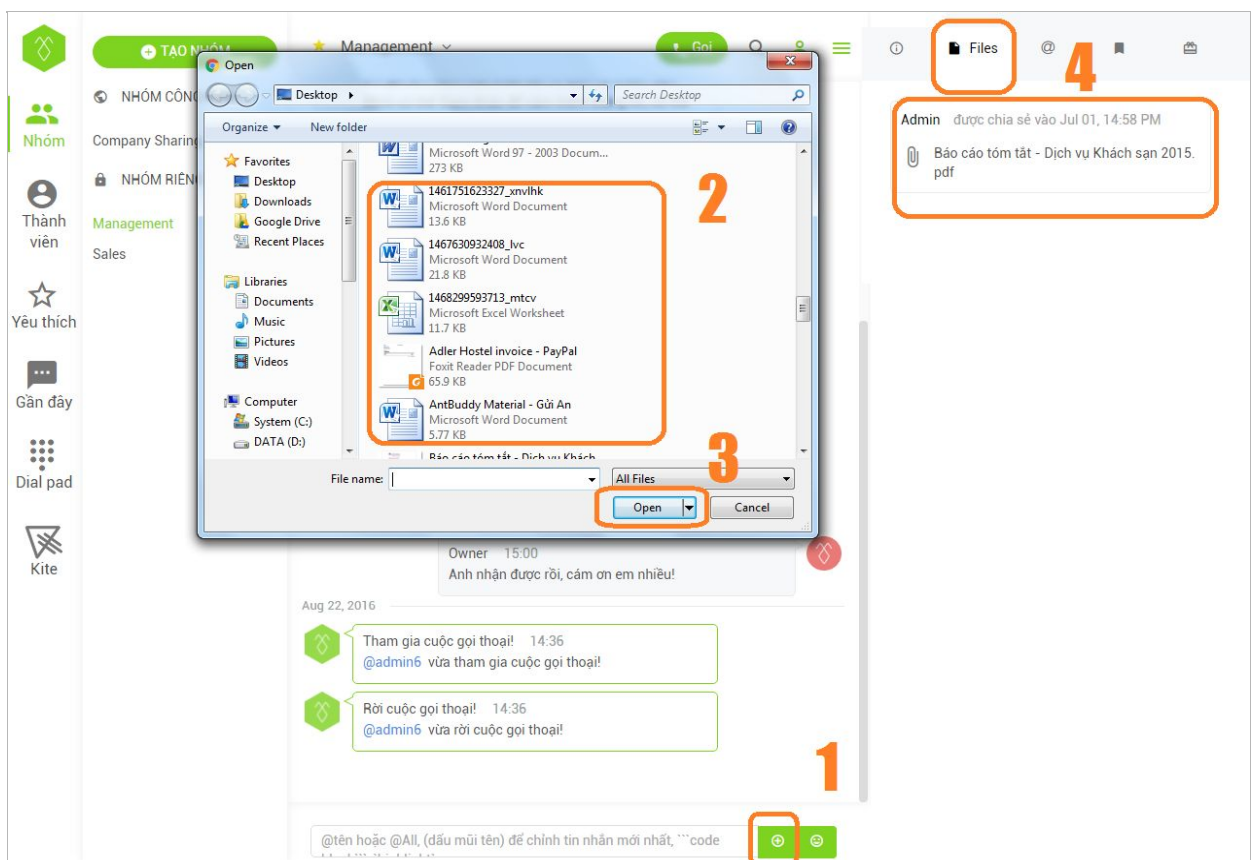 Nhóm
Thành
viên
Yêu thích
Gần đây
Dial pad
Kite
TẠO NHÓM
NHÓM CÔN
Company Sharing
NHÓM RIÊN
Management
Sales
Management
Gọi
Open
Desktop
Search Desktop
Organize
New folder
Favorites
Desktop
Downloads
Google Drive
Recent Places
Libraries
Documents
Music
Pictures
Videos
Computer
System (C:)
DATA (D:)
Microsoft Word 97 - 2003 Docum...
273 KB
1461751623327_xnvlhk
Microsoft Word Document
13.6 KB
1467630932408_lvc
Microsoft Word Document
21.8 KB
1468299593713_mtcv
Microsoft Excel Worksheet
11.7 KB
Adler Hostel invoice - PayPal
Foxit Reader PDF Document
65.9 KB
AntBuddy Material - Gửi An
Microsoft Word Document
5.77 KB
Báo cáo tóm tắt - Dịch vụ Khách
2
3
File name:
All Files
Open
Cancel
Owner 15:00
Anh nhận được rồi, cám ơn em nhiều!
Aug 22, 2016
Tham gia cuộc gọi thoại! 14:36
@admin6 vừa tham gia cuộc gọi thoại!
Rời cuộc gọi thoại! 14:36
@admin6 vừa rời cuộc gọi thoại!
1
@tên hoặc @All, (dấu mũi tên) để chỉnh tin nhắn mới nhất, ```code
Files
@
4
Admin được chia sẻ vào Jul 01, 14:58 PM
Báo cáo tóm tắt - Dịch vụ Khách sạn 2015.
pdf